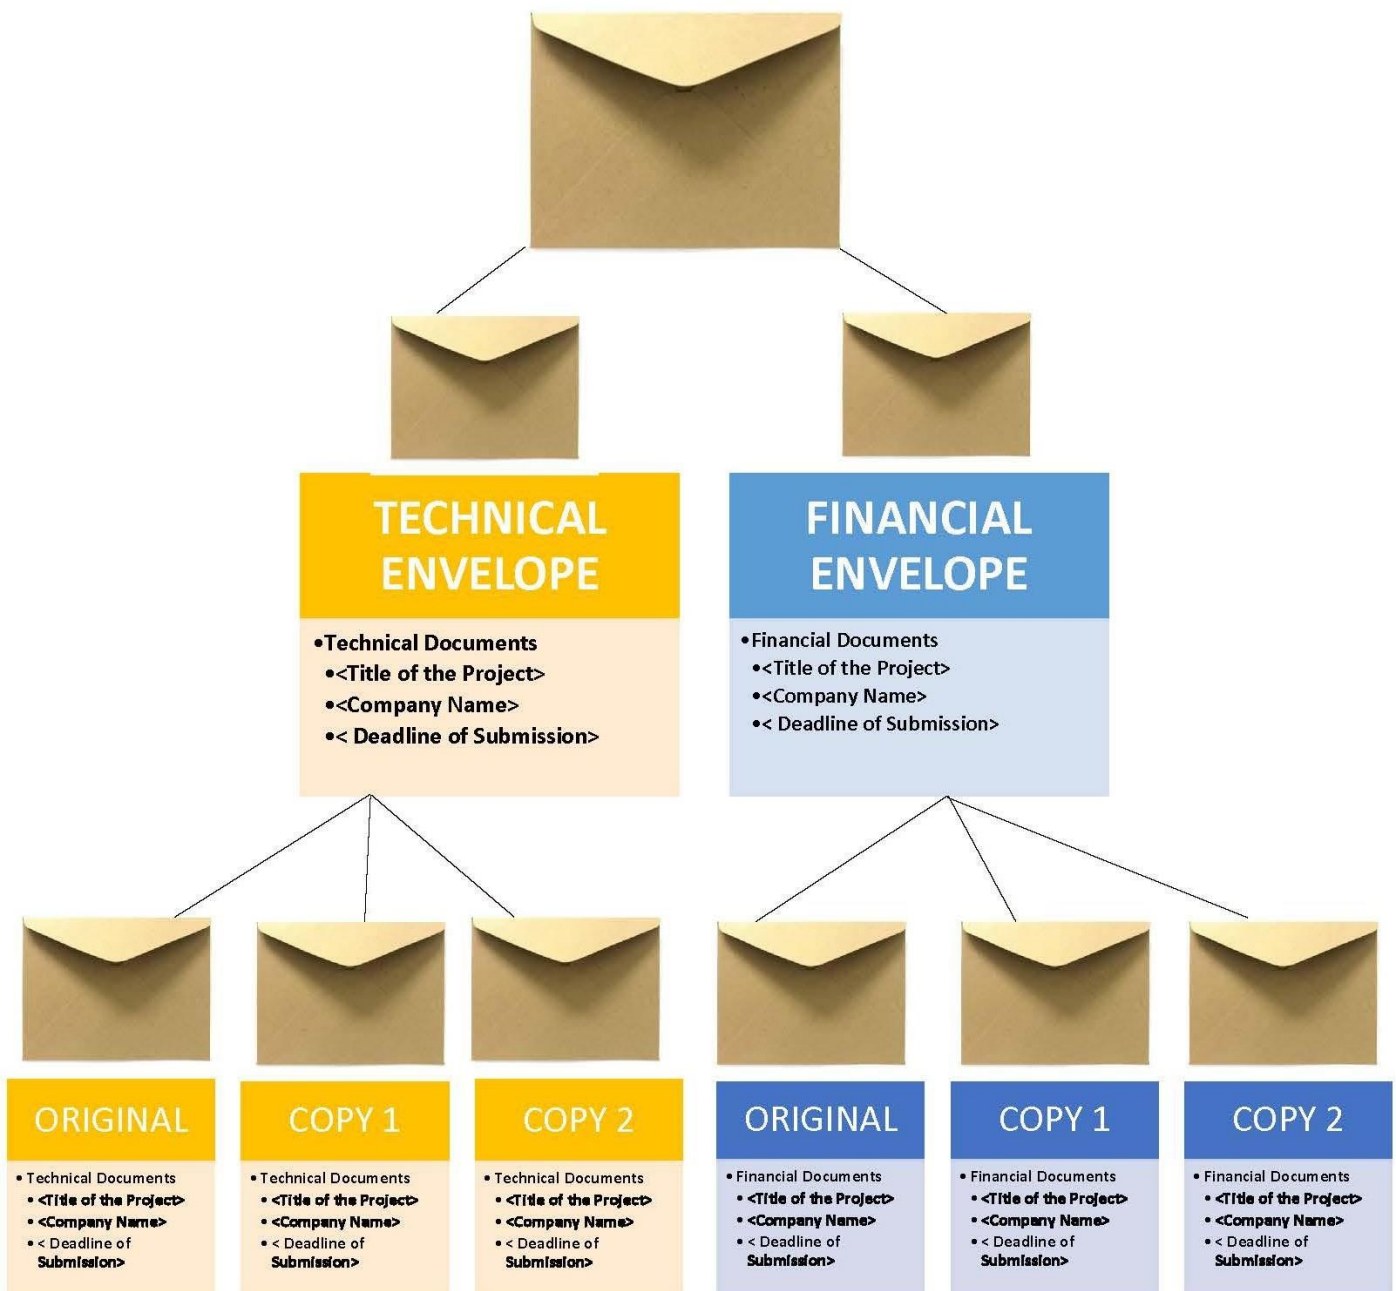 TECHNICAL
ENVELOPE
•Technical Documents
•<Title of the Project>
•<Company Name>
•< Deadline of Submission>
FINANCIAL
ENVELOPE
•Financial Documents
•<Title of the Project>
•<Company Name>
•< Deadline of Submission>
ORIGINAL
• Technical Documents
• <Title of the Project>
• <Company Name>
• < Deadline of
Submission>
COPY 1
• Technical Documents
• <Title of the Project>
• <Company Name>
• < Deadline of
Submission>
COPY 2
• Technical Documents
• <Title of the Project>
• <Company Name>
• < Deadline of
Submission>
ORIGINAL
• Financial Documents
• <Title of the Project>
• <Company Name>
• < Deadline of
Submission>
COPY 1
• Financial Documents
• <Title of the Project>
• <Company Name>
• < Deadline of
Submission>
COPY 2
• Financial Documents
• <Title of the Project>
• <Company Name>
• < Deadline of
Submission>